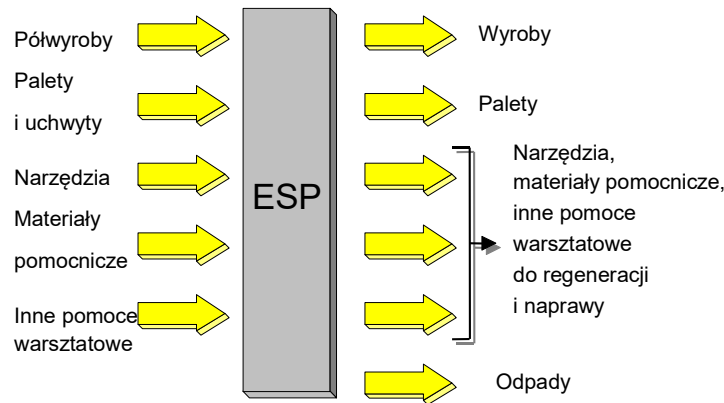 Półwyroby
Palety
i uchwyty
Narzędzia
Materiały
pomocnicze
Inne pomoce
warsztatowe
ESP
Wyroby
Palety
Narzędzia,
materiały pomocnicze,
inne pomoce
warsztatowe
do regeneracji
i naprawy
Odpady